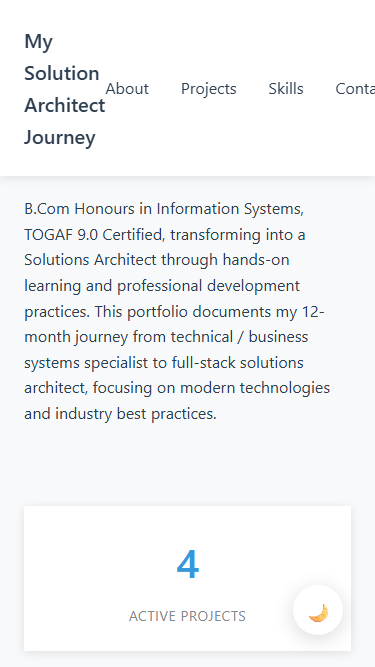 My
Solution
Architect
Journey
About Projects Skills
B.Com Honours in Information Systems,
TOGAF 9.0 Certified, transforming into a
Solutions Architect through hands-on
learning and professional development
practices. This portfolio documents my 12-
month journey from technical / business
systems specialist to full-stack solutions
architect, focusing on modern technologies
and industry best practices.
4
ACTIVE PROJECTS